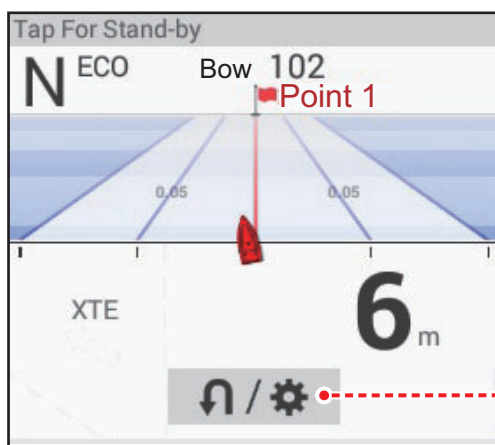 Tap For Stand-by
N ECO Bow 102
Point 1
0.05 0.05
XTE
6 m
/